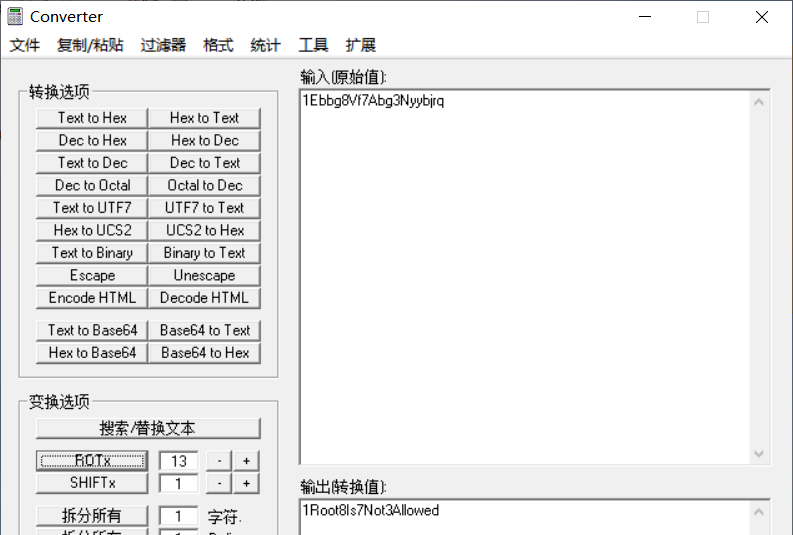 Converter
文件 复制/粘贴 过滤器 格式 统计 工具 扩展
转换选项
Text to Hex Hex to Text
Dec to Hex Hex to Dec
Text to Dec Dec to Text
Dec to Octal Octal to Dec
Text to UTF7 UTF7 to Text
Hex to UCS2 UCS2 to Hex
Text to Binary Binary to Text
Escape Unescape
Encode HTML Decode HTML
Text to Base64 Base64 to Text
Hex to Base64 Base64 to Hex
变换选项
搜索/替换文本
ROTx 13 - +
SHIFTx 1 - +
拆分所有 1 字符.
输入(原始值):
1Ebbg8Vf7Abg3Nyybjrq
输出(转换值):
1Root8Is7Not3Allowed